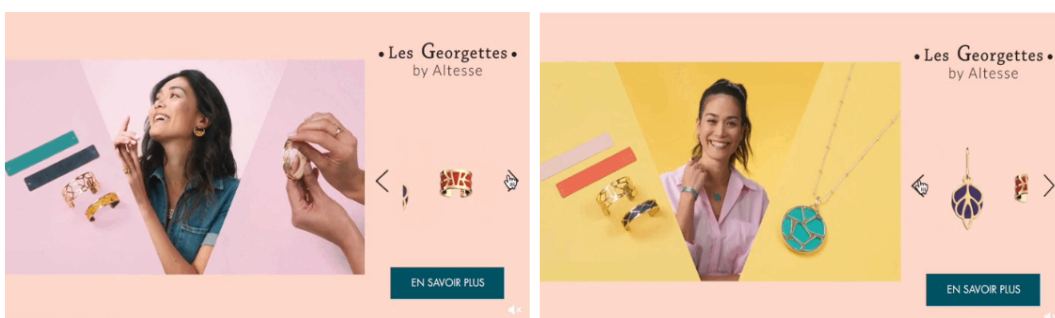 • Les Georgettes •
by Altesse
EN SAVOIR PLUS
• Les Georgettes •
by Altesse
EN SAVOIR PLUS